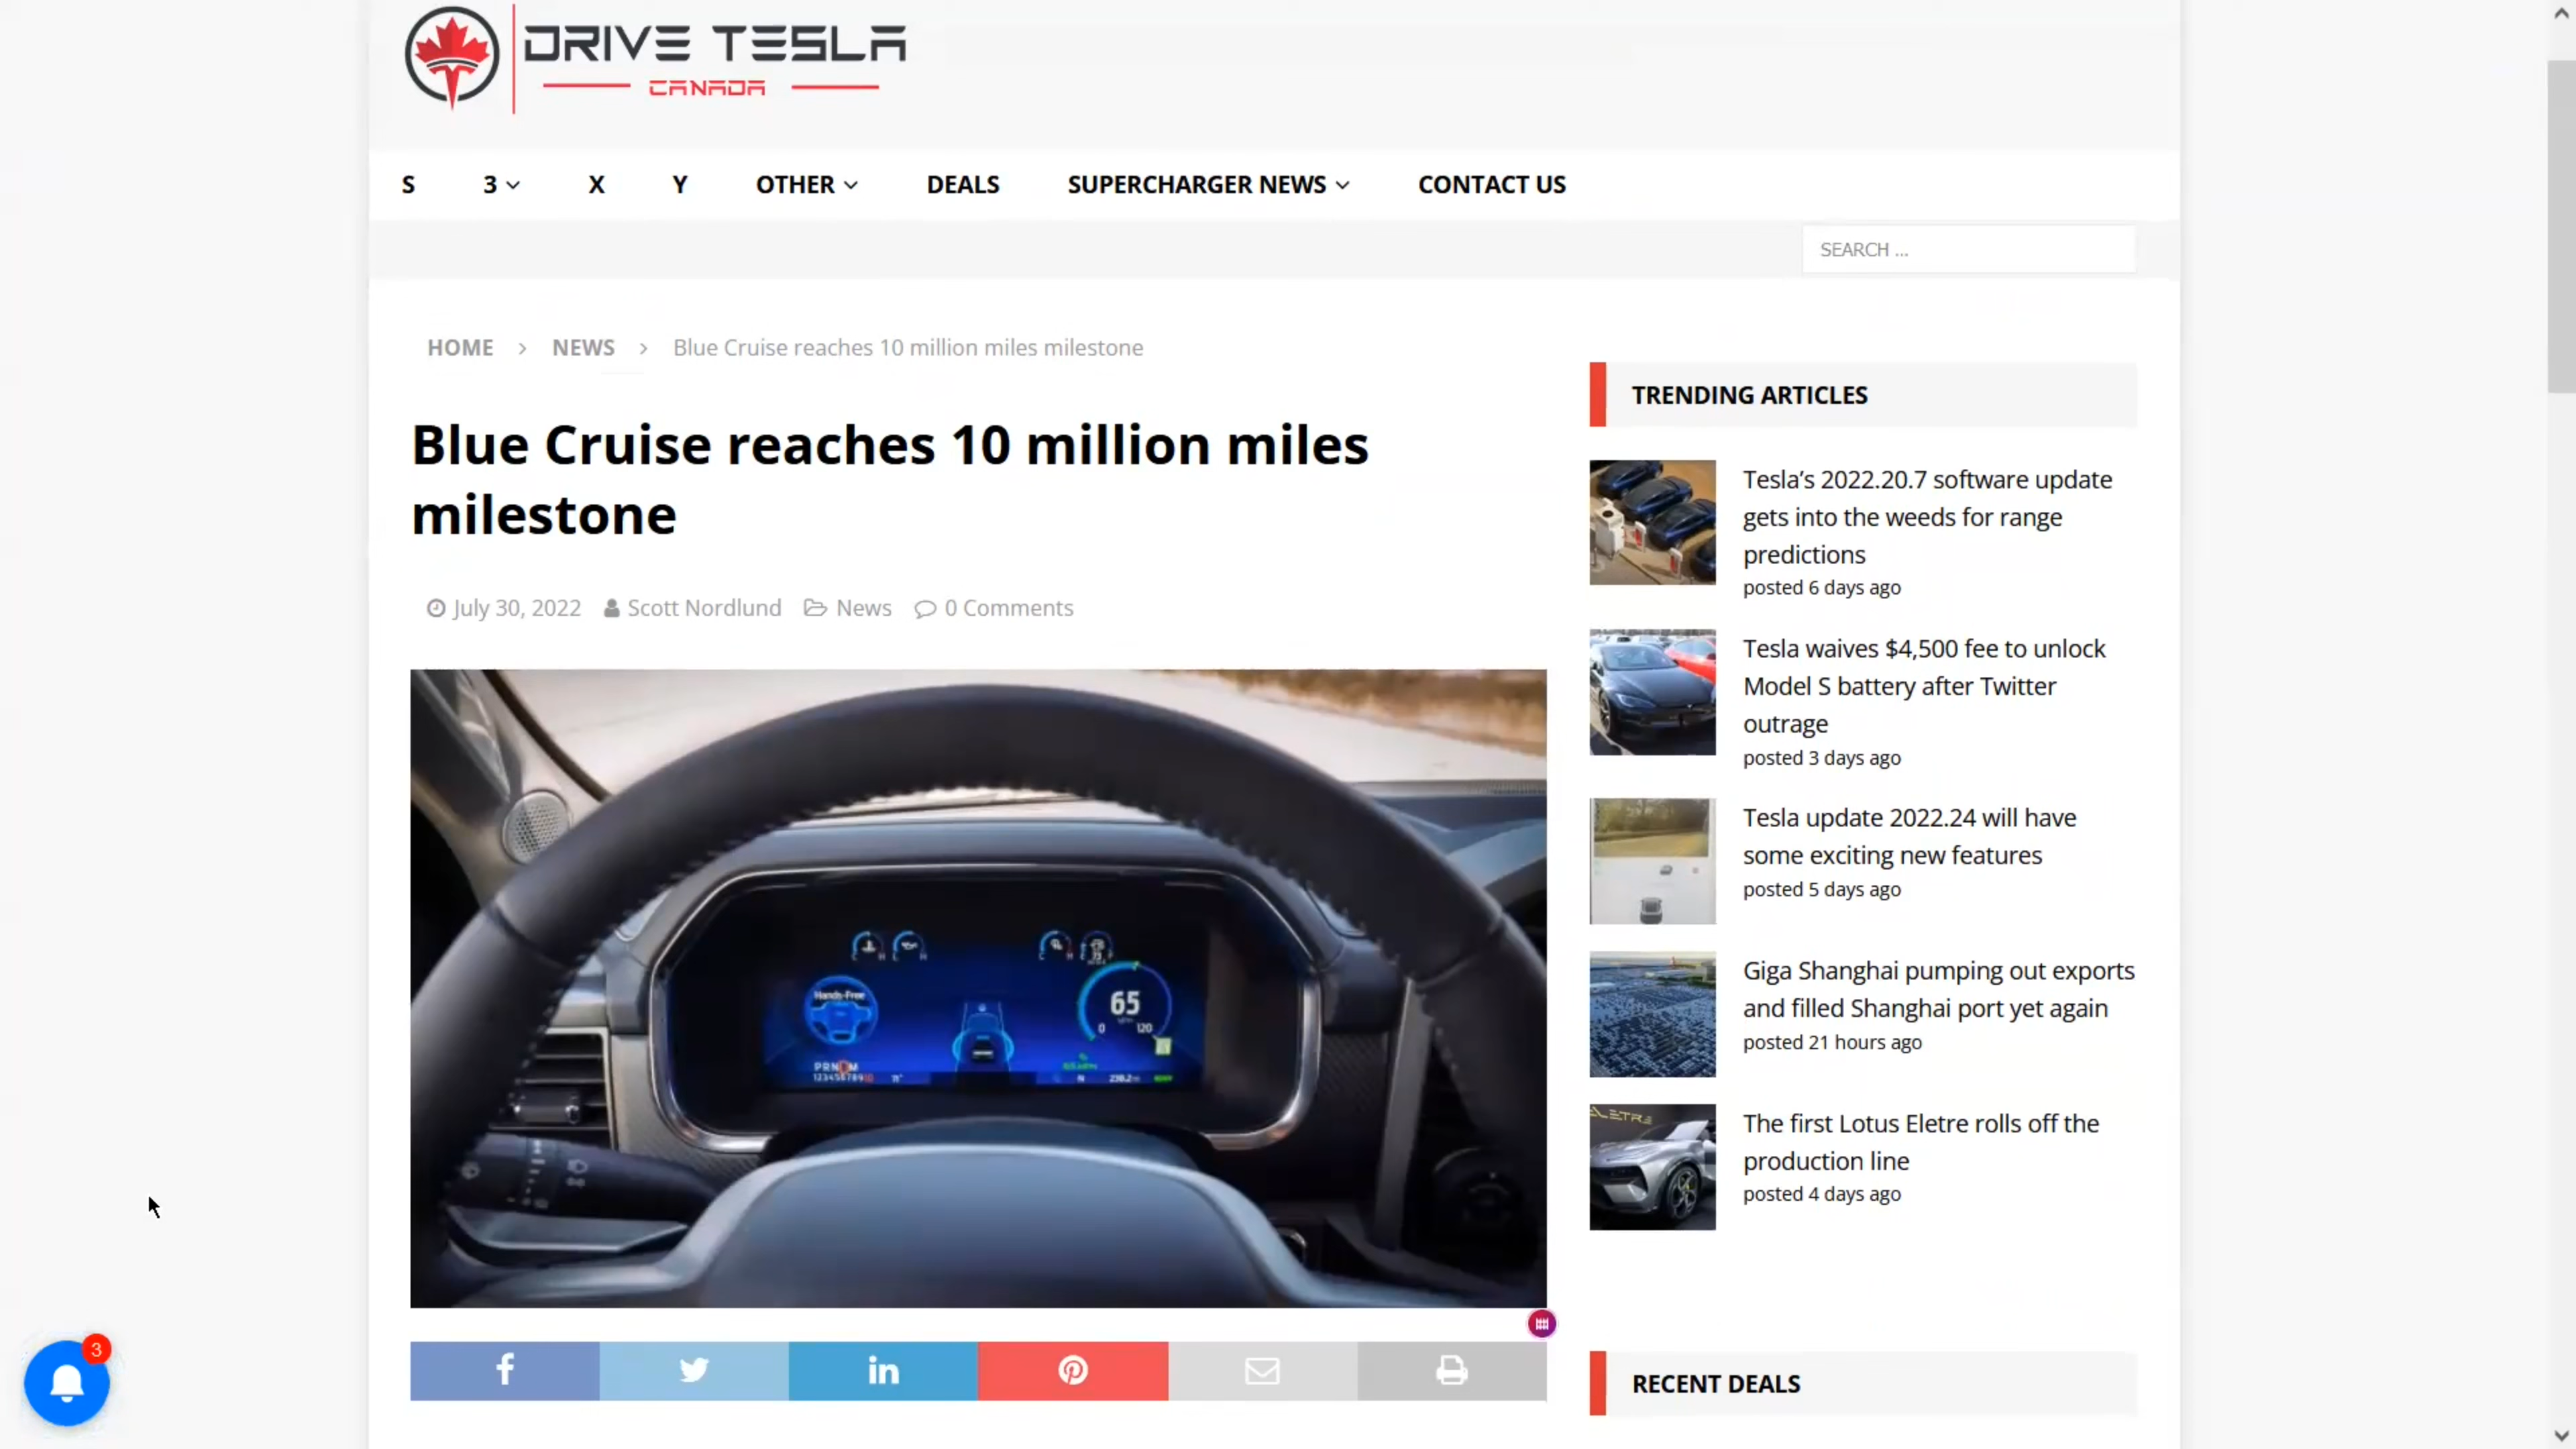 DRIVE TESLA
CANADA
S
3
X
Y
OTHER
DEALS
SUPERCHARGER NEWS
CONTACT US
SEARCH ...
HOME
NEWS
Blue Cruise reaches 10 million miles milestone
Blue Cruise reaches 10 million miles
milestone
July 30, 2022
Scott Nordlund
News
0 Comments
Hands-Free
65
0
120
PRN M
TRENDING ARTICLES
Tesla's 2022.20.7 software update
gets into the weeds for range
predictions
posted 6 days ago
Tesla waives $4,500 fee to unlock
Model S battery after Twitter
outrage
posted 3 days ago
Tesla update 2022.24 will have
some exciting new features
posted 5 days ago
Giga Shanghai pumping out exports
and filled Shanghai port yet again
posted 21 hours ago
The first Lotus Eletre rolls off the
production line
posted 4 days ago
RECENT DEALS
3